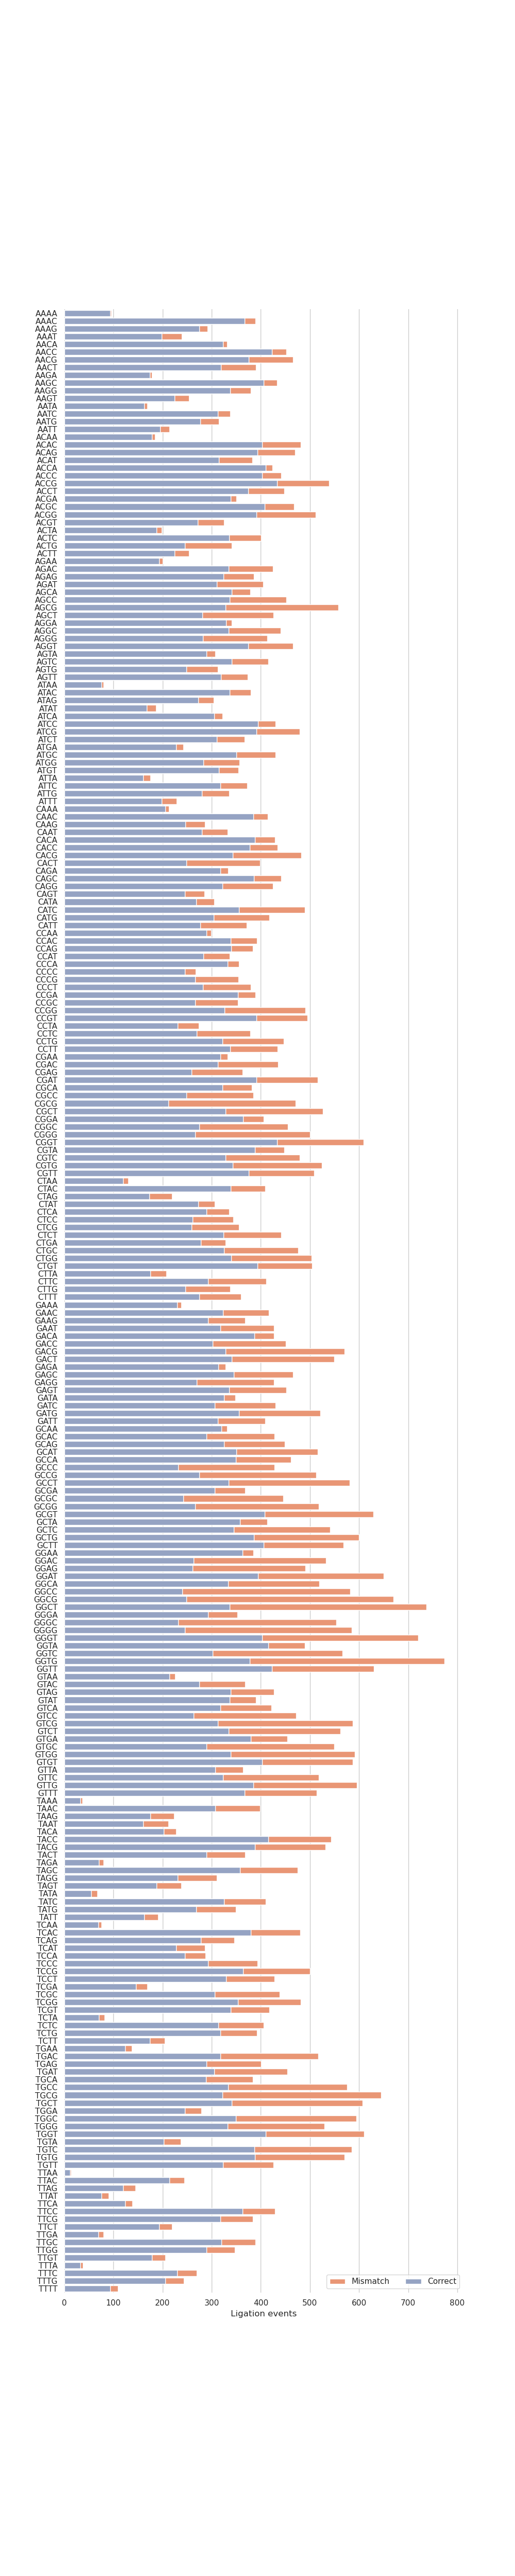 AAAA
AAAC
AAAG
AAAT
AACA
AACC
AACG
AACT
AAGA
AAGC
AAGG
AAGT
AATA
AATC
AATG
AATT
ACAA
ACAC
ACAG
ACAT
ACCA
ACCC
ACCG
ACCT
ACGA
ACGC
ACGG
ACGT
ACTA
ACTC
ACTG
ACTT
AGAA
AGAC
AGAG
AGAT
AGCA
AGCC
AGCG
AGCT
AGGA
AGGC
AGGG
AGGT
AGTA
AGTC
AGTG
AGTT
ATAA
ATAC
ATAG
ATAT
ATCA
ATCC
ATCG
ATCT
ATGA
ATGC
ATGG
ATGT
ATTA
ATTC
ATTG
ATTT
CAAA
CAAC
CAAG
CAAT
CACA
CACC
CACG
CACT
CAGA
CAGC
CAGG
CAGT
CATA
CATC
CATG
CATT
CCAA
CCAC
CCAG
CCAT
CCCA
CCCC
CCCG
CCCT
CCGA
CCGC
CCGG
CCGT
CCTA
CCTC
CCTG
CCTT
CGAA
CGAC
CGAG
CGAT
CGCA
CGCC
CGCG
CGCT
CGGA
CGGC
CGGG
CGGT
CGTA
CGTC
CGTG
CGTT
CTAA
CTAC
CTAG
CTAT
CTCA
CTCC
CTCG
CTCT
CTGA
CTGC
CTGG
CTGT
CTTA
CTTC
CTTG
CTTT
GAAA
GAAC
GAAG
GAAT
GACA
GACC
GACG
GACT
GAGA
GAGC
GAGG
GAGT
GATA
GATC
GATG
GATT
GCAA
GCAC
GCAG
GCAT
GCCA
GCCC
GCCG
GCCT
GCGA
GCGC
GCGG
GCGT
GCTA
GCTC
GCTG
GCTT
GGAA
GGAC
GGAG
GGAT
GGCA
GGCC
GGCG
GGCT
GGGA
GGGC
GGGG
GGGT
GGTA
GGTC
GGTG
GGTT
GTAA
GTAC
GTAG
GTAT
GTCA
GTCC
GTCG
GTCT
GTGA
GTGC
GTGG
GTGT
GTTA
GTTC
GTTG
GTTT
TAAA
TAAC
TAAG
TAAT
TACA
TACC
TACG
TACT
TAGA
TAGC
TAGG
TAGT
TATA
TATC
TATG
TATT
TCAA
TCAC
TCAG
TCAT
TCCA
TCCC
TCCG
TCCT
TCGA
TCGC
TCGG
TCGT
TCTA
TCTC
TCTG
TCTT
TGAA
TGAC
TGAG
TGAT
TGCA
TGCC
TGCG
TGCT
TGGA
TGGC
TGGG
TGGT
TGTA
TGTC
TGTG
TGTT
TTAA
TTAC
TTAG
TTAT
TTCA
TTCC
TTCG
TTCT
TTGA
TTGC
TTGG
TTGT
TTTA
TTTC
TTTG
TTTT
Mismatch Correct
0 100 200 300 400 500 600 700 800
Ligation events